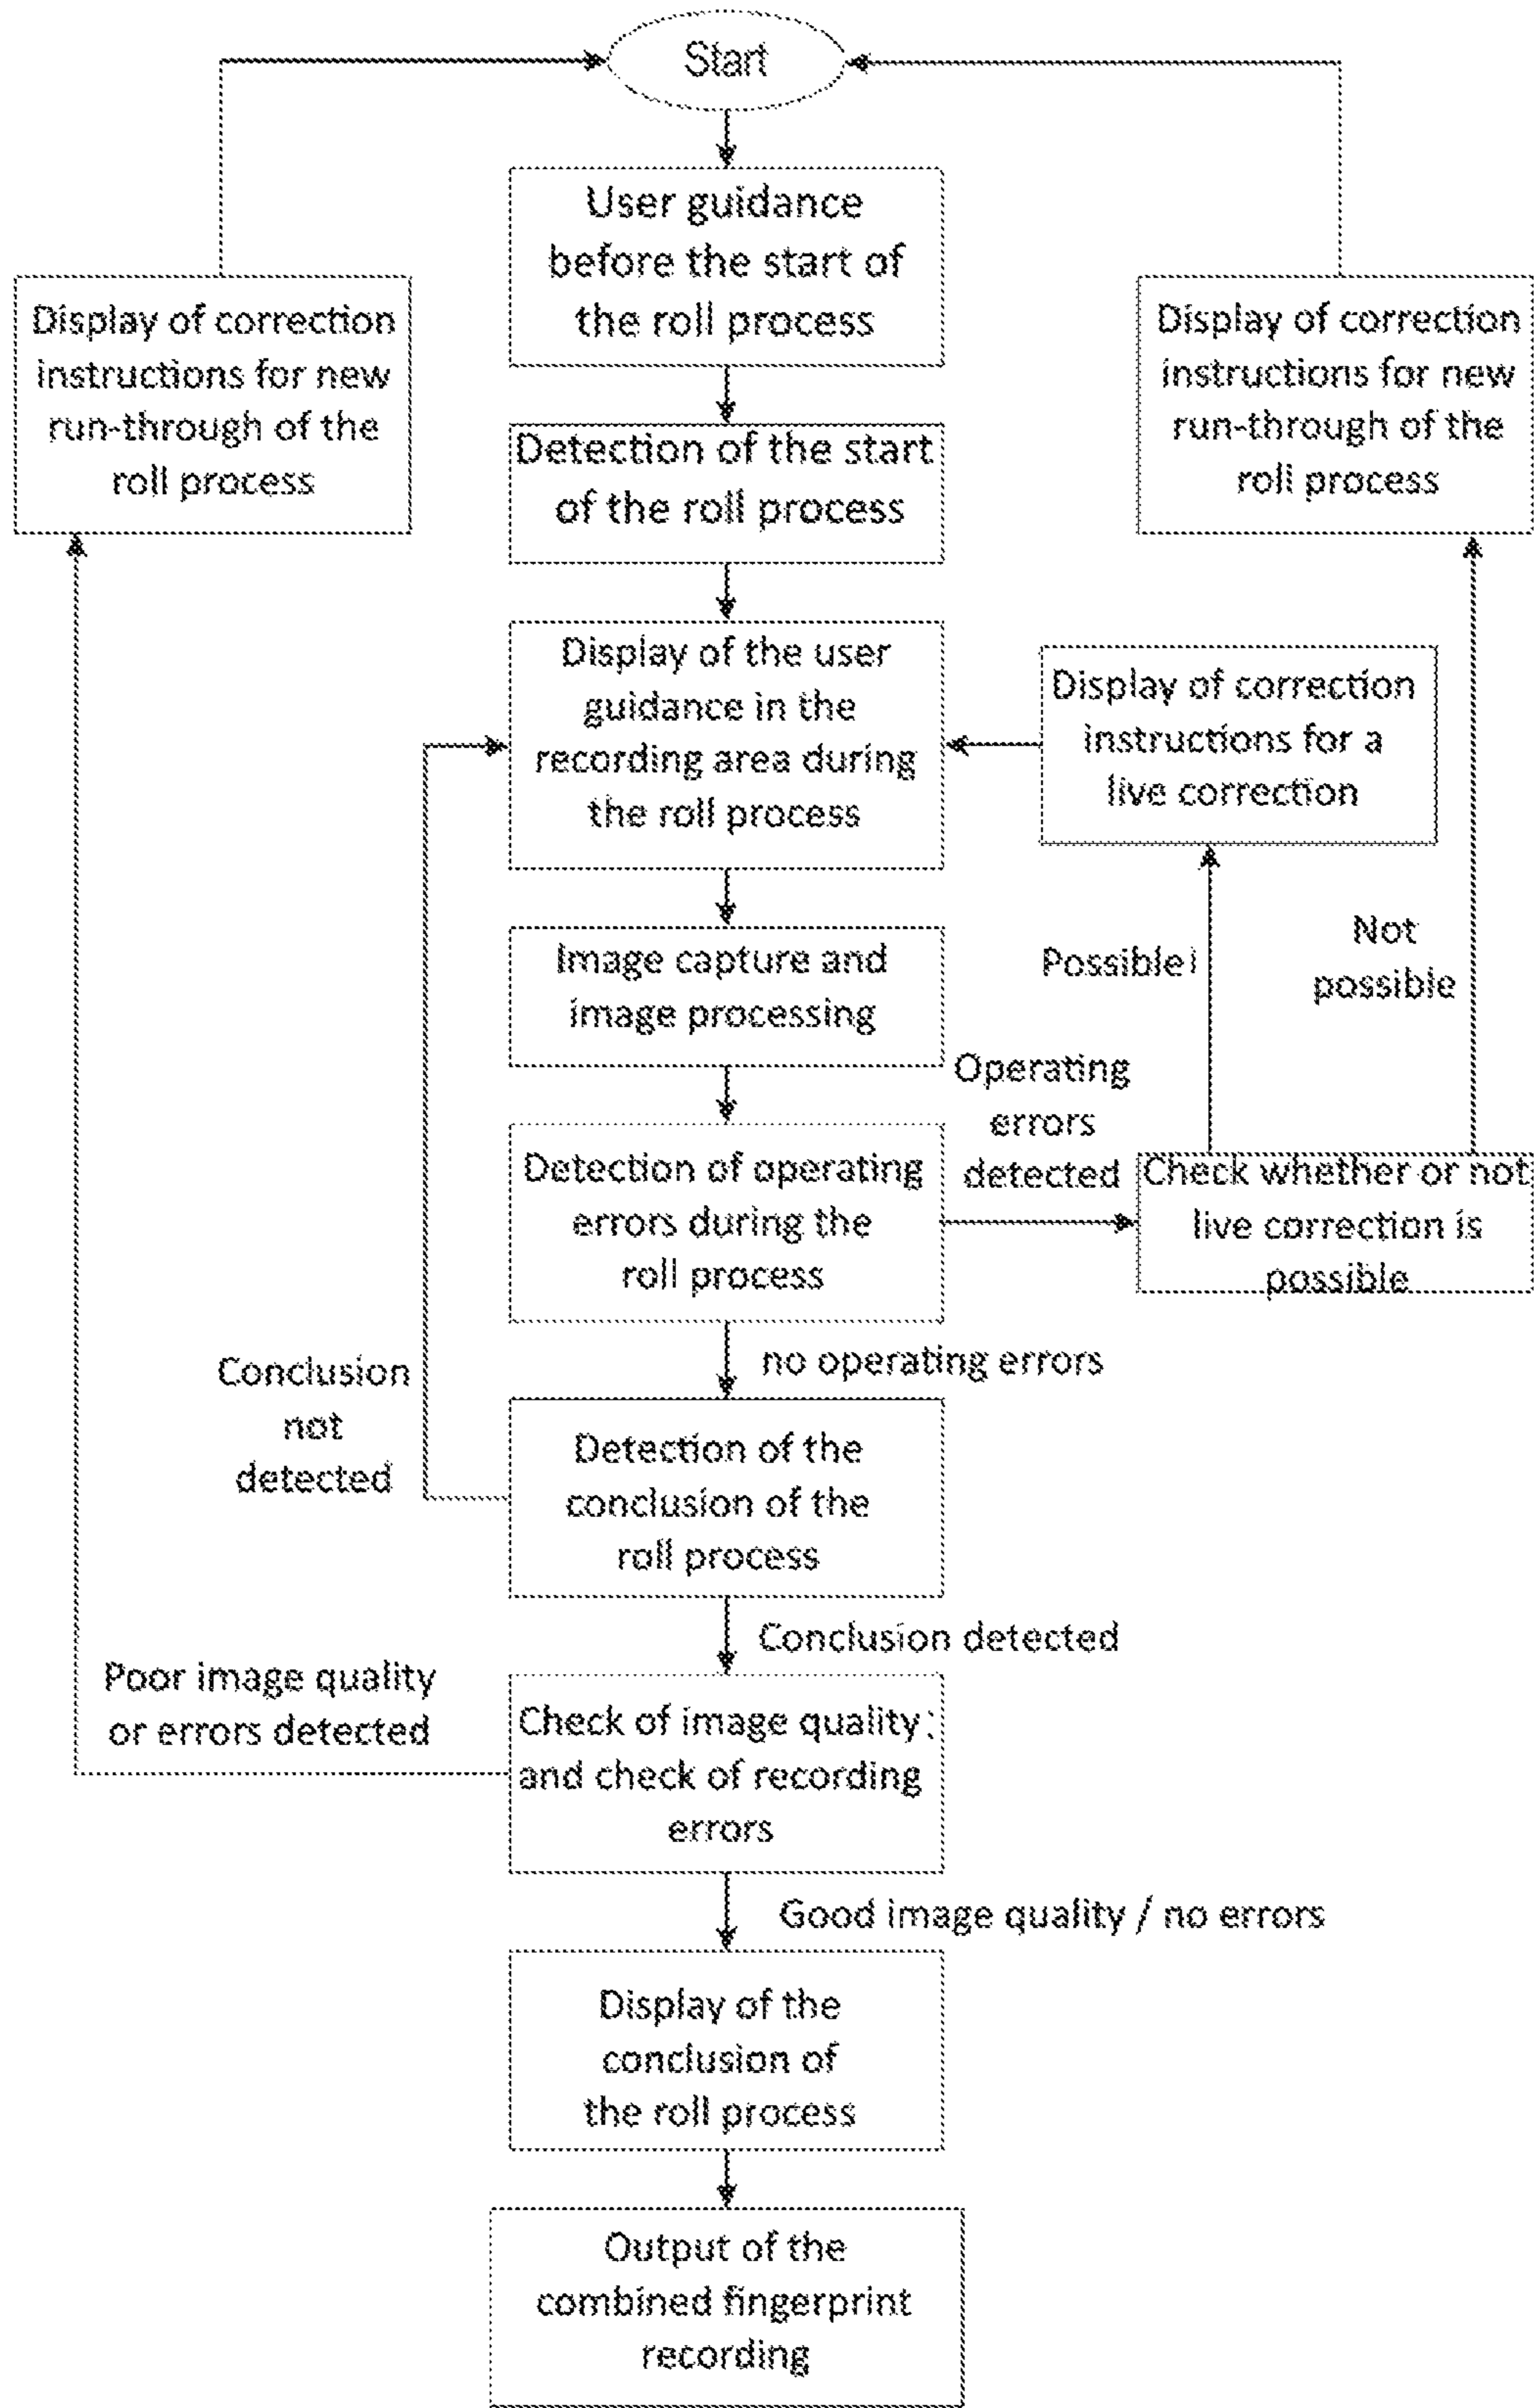 Start
User guidance
before the start of
the roll process
Display of correction
instructions for new
run-through of the
roll process
Display of correction
instructions for new
run-through of the
roll process
Detection of the start
of the roll process
Display of the user
guidance in the
recording area during
the roll process
Display of correction
instructions for a
live correction
Image capture and
image processing
Possible
Not
possible
Operating
errors
detected
Detection of operating
errors during the
roll process
Check whether or not
live correction is
possible
no operating errors
Conclusion
not
detected
Detection of the
conclusion of the
roll process
Conclusion detected
Poor image quality
or errors detected
Check of image quality
and check of recording
errors
Good image quality / no errors
Display of the
conclusion of
the roll process
Output of the
combined fingerprint
recording